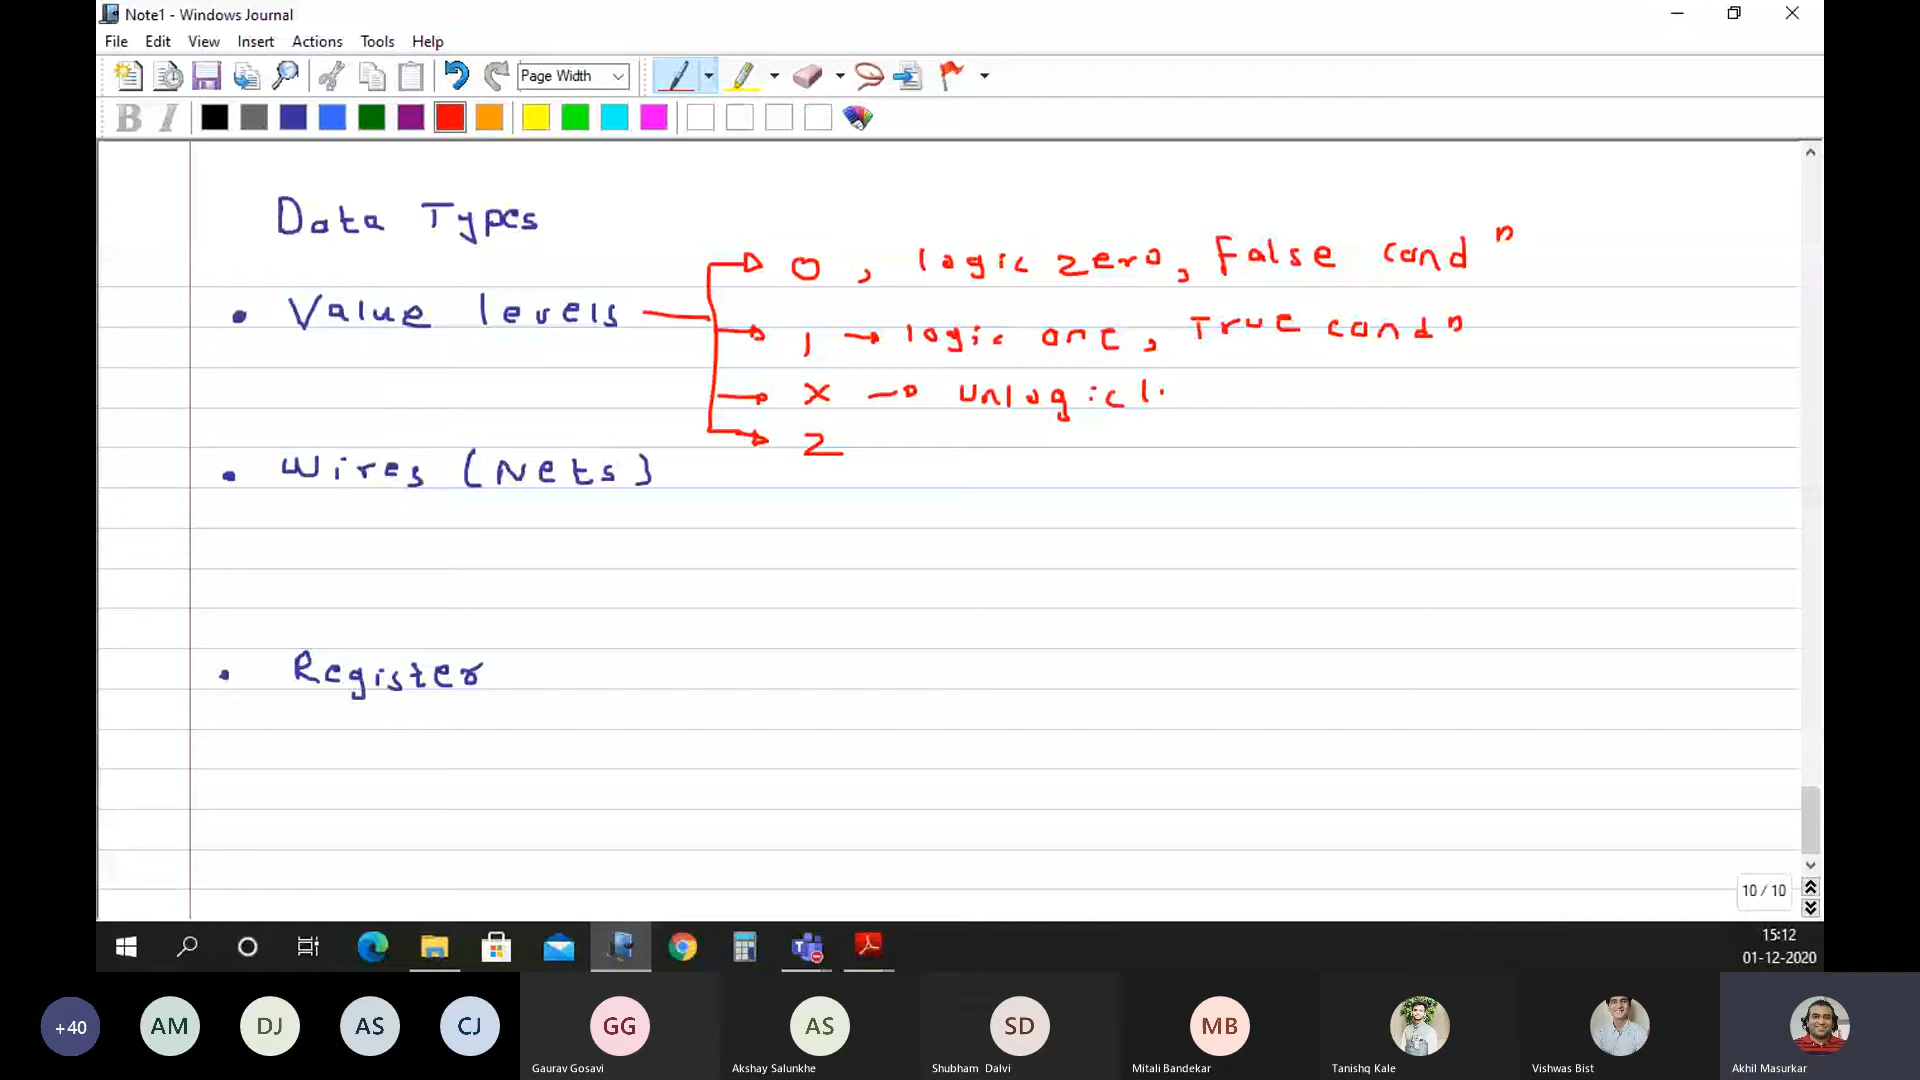 Note1 - Windows Journal
File Edit View Insert Actions Tools Help
Page Width
B I
Data Types
• Value levels
0, logic zero, False cond n
1 → logic one, True cond n
x → unlogicl.
Z
• Wires (Nets)
• Register
10 / 10
15:12
01-12-2020
+40 AM DJ AS CJ GG AS SD MB
Gaurav Gosavi Akshay Salunkhe Shubham Dalvi Mitali Bandekar Tanishq Kale Vishwas Bist Akhil Masurkar